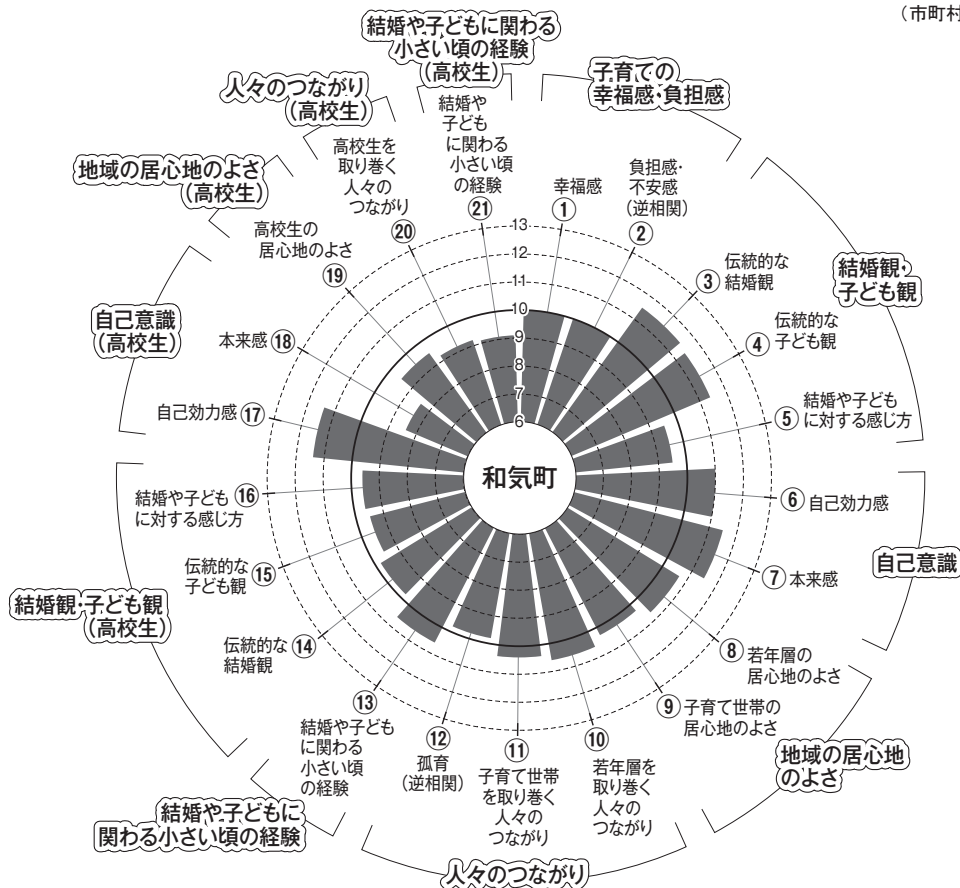 （市町村
結婚や子どもに関わる
小さい頃の経験
（高校生）
子育ての
幸福感・負担感
人々のつながり
（高校生）
地域の居心地のよさ
（高校生）
自己意識
（高校生）
結婚観・子ども観
（高校生）
結婚や子どもに
関わる小さい頃の経験
人々のつながり
地域の居心地
のよさ
自己意識
結婚観・
子ども観
幸福感
①
負担感・
不安感
（逆相関）
②
③
伝統的な
結婚観
④
伝統的な
子ども観
⑤
結婚や子ども
に対する感じ方
⑥ 自己効力感
⑦ 本来感
⑧ 若年層の
居心地のよさ
⑨ 子育て世帯の
居心地のよさ
⑩
若年層を
取り巻く
人々の
つながり
⑪
子育て世帯
を取り巻く
人々の
つながり
⑫
孤育
（逆相関）
⑬
結婚や子ども
に関わる
小さい頃
の経験
伝統的な ⑭
結婚観
伝統的な
子ども観
⑮
⑯
結婚や子ども
に対する感じ方
自己効力感 ⑰
本来感 ⑱
高校生の
居心地のよさ
⑲
高校生を
取り巻く
人々の
つながり
⑳
結婚や
子ども
に関わる
小さい頃
の経験
㉑
13
12
11
10
9
8
7
6
和気町